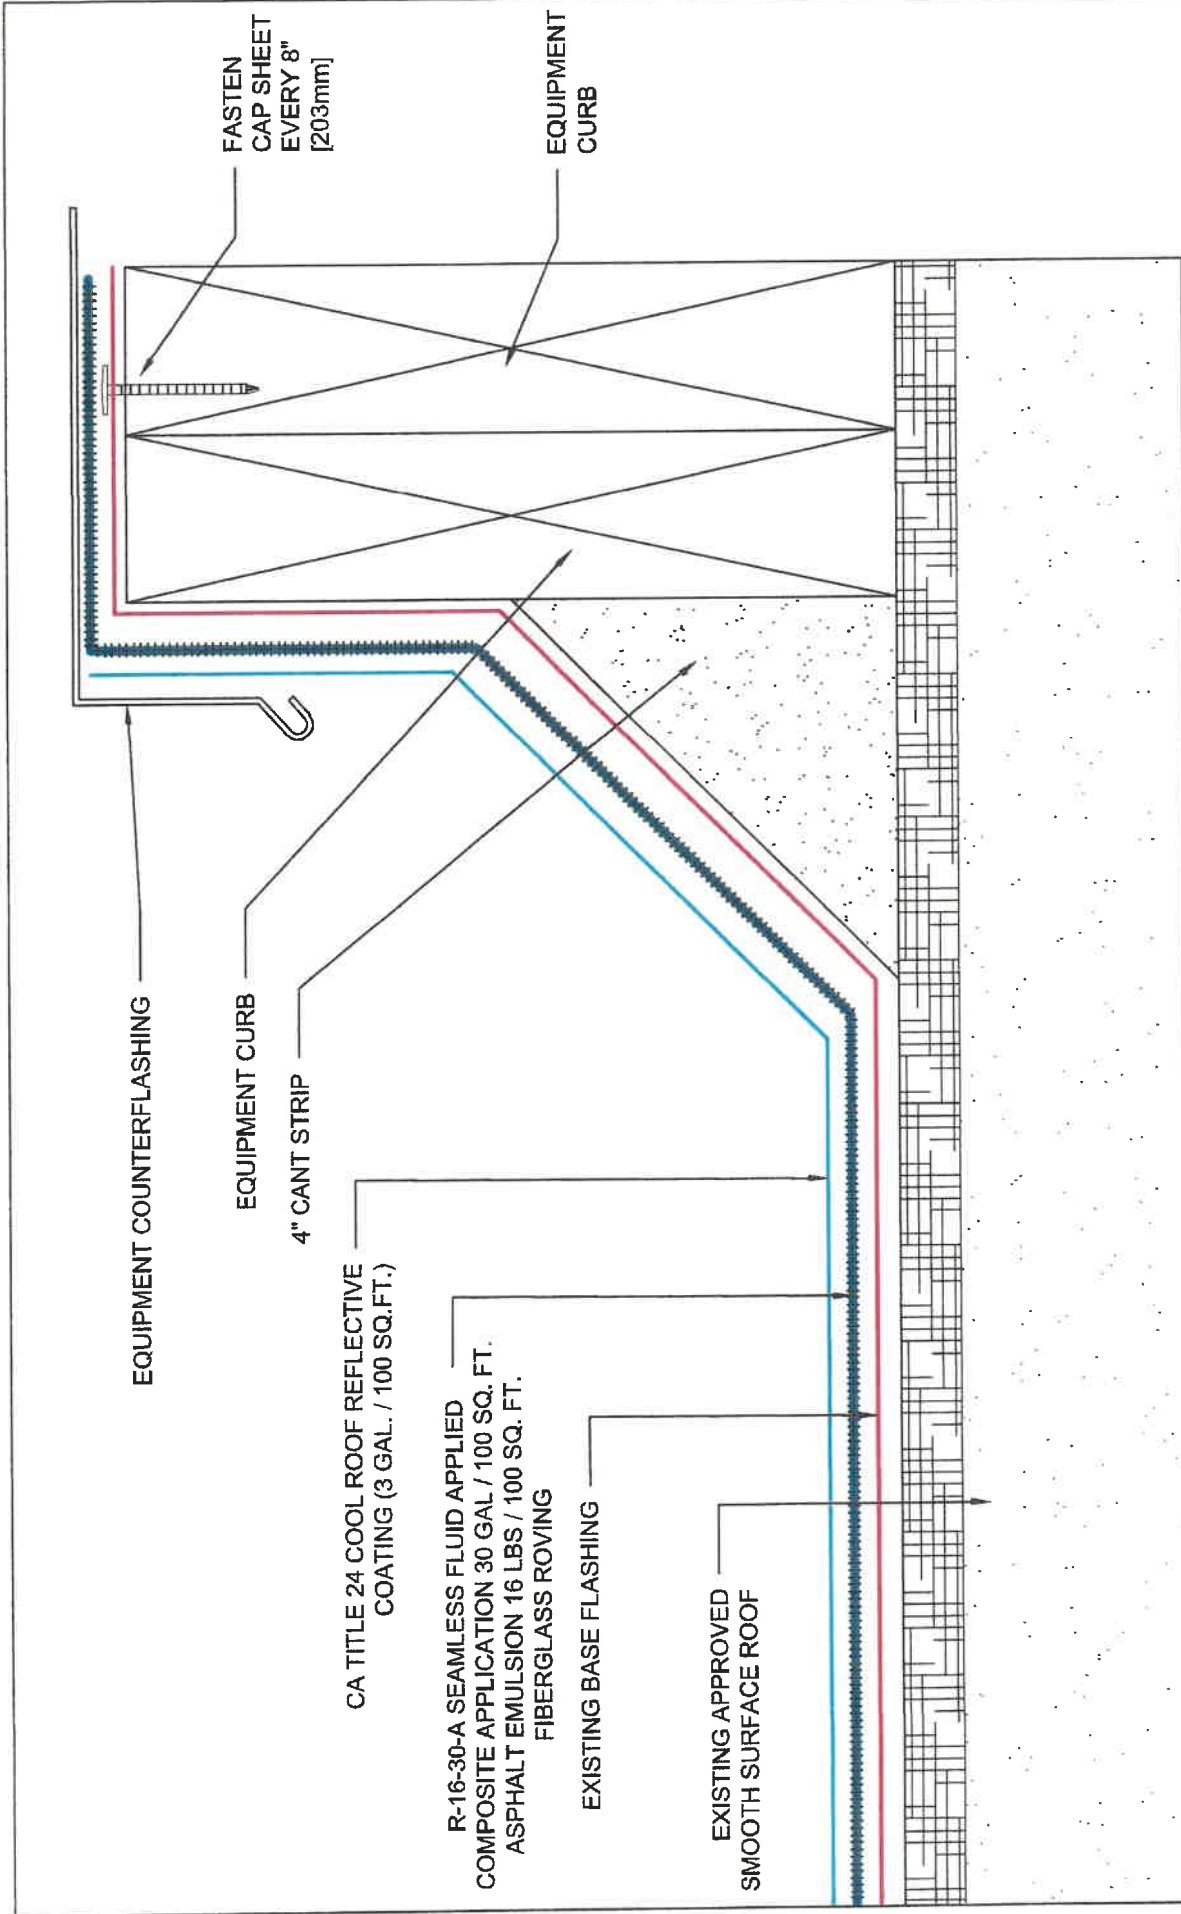 EQUIPMENT COUNTERFLASHING
EQUIPMENT CURB
4" CANT STRIP
CA TITLE 24 COOL ROOF REFLECTIVE
COATING (3 GAL. / 100 SQ.FT.)
R-16-30-A SEAMLESS FLUID APPLIED
COMPOSITE APPLICATION 30 GAL / 100 SQ. FT.
ASPHALT EMULSION 16 LBS / 100 SQ. FT.
FIBERGLASS ROVING
EXISTING BASE FLASHING
EXISTING APPROVED
SMOOTH SURFACE ROOF
FASTEN
CAP SHEET
EVERY 8"
[203mm]
EQUIPMENT
CURB